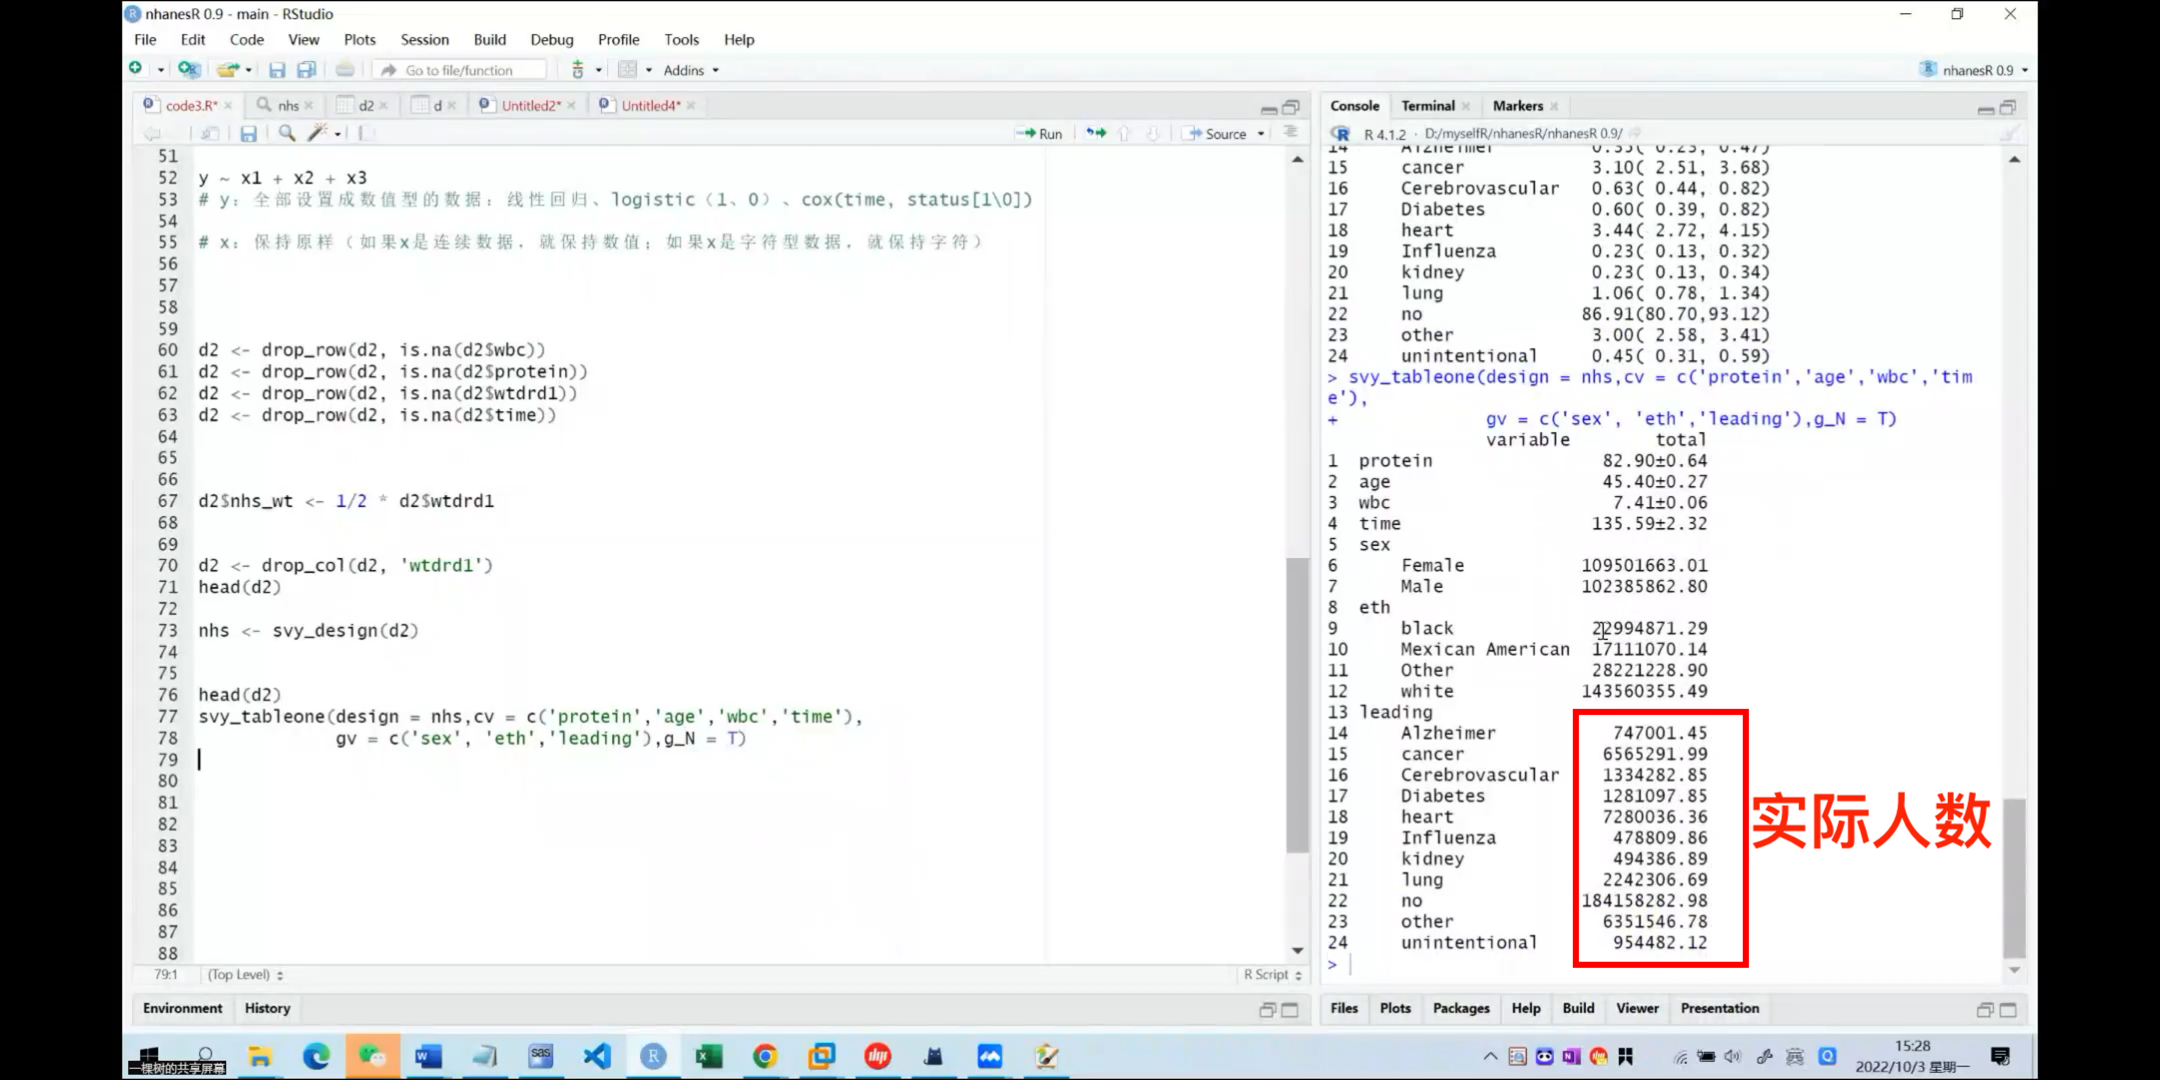 nhanesR 0.9 - main - RStudio
File Edit Code View Plots Session Build Debug Profile Tools Help
Go to file/function Addins nhanesR 0.9
code3.R* nhs d2 d Untitled2* Untitled4*
Run Source
51
52 y ~ x1 + x2 + x3
53 # y: 全部设置成数值型的数据: 线性回归、logistic (1、0) 、cox(time, status[1\0])
54
55 # x: 保持原样 (如果x是连续数据, 就保持数值; 如果x是字符型数据, 就保持字符)
56
57
58
59
60 d2 <- drop_row(d2, is.na(d2$wbc))
61 d2 <- drop_row(d2, is.na(d2$protein))
62 d2 <- drop_row(d2, is.na(d2$wtdrd1))
63 d2 <- drop_row(d2, is.na(d2$time))
64
65
66
67 d2$nhs_wt <- 1/2 * d2$wtdrd1
68
69
70 d2 <- drop_col(d2, 'wtdrd1')
71 head(d2)
72
73 nhs <- svy_design(d2)
74
75
76 head(d2)
77 svy_tableone(design = nhs,cv = c('protein','age','wbc','time'),
78 gv = c('sex', 'eth','leading'),g_N = T)
79
80
81
82
83
84
85
86
87
88
79:1 (Top Level) R Script
Environment History
Console Terminal Markers
R 4.1.2 · D:/myselfR/nhanesR/nhanesR 0.9/
14 Alzheimer 0.35( 0.23, 0.47)
15 cancer 3.10( 2.51, 3.68)
16 Cerebrovascular 0.63( 0.44, 0.82)
17 Diabetes 0.60( 0.39, 0.82)
18 heart 3.44( 2.72, 4.15)
19 Influenza 0.23( 0.13, 0.32)
20 kidney 0.23( 0.13, 0.34)
21 lung 1.06( 0.78, 1.34)
22 no 86.91(80.70,93.12)
23 other 3.00( 2.58, 3.41)
24 unintentional 0.45( 0.31, 0.59)
> svy_tableone(design = nhs,cv = c('protein','age','wbc','tim
e'),
+ gv = c('sex', 'eth','leading'),g_N = T)
variable total
1 protein 82.90±0.64
2 age 45.40±0.27
3 wbc 7.41±0.06
4 time 135.59±2.32
5 sex
6 Female 109501663.01
7 Male 102385862.80
8 eth
9 black 22994871.29
10 Mexican American 17111070.14
11 Other 28221228.90
12 white 143560355.49
13 leading
14 Alzheimer 747001.45
15 cancer 6565291.99
16 Cerebrovascular 1334282.85
17 Diabetes 1281097.85
18 heart 7280036.36
19 Influenza 478809.86
20 kidney 494386.89
21 lung 2242306.69
22 no 184158282.98
23 other 6351546.78
24 unintentional 954482.12
>
实际人数
Files Plots Packages Help Build Viewer Presentation
一棵树的共享屏幕
15:28
2022/10/3 星期一